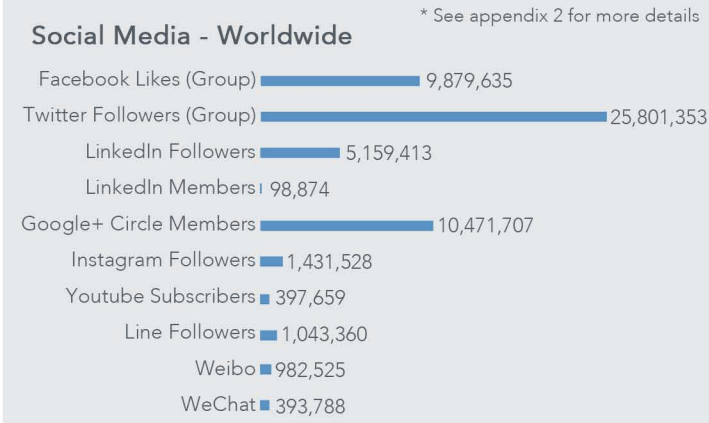 * See appendix 2 for more details
Social Media - Worldwide
Facebook Likes (Group) 9,879,635
Twitter Followers (Group) 25,801,353
LinkedIn Followers 5,159,413
LinkedIn Members 98,874
Google+ Circle Members 10,471,707
Instagram Followers 1,431,528
Youtube Subscribers 397,659
Line Followers 1,043,360
Weibo 982,525
WeChat 393,788